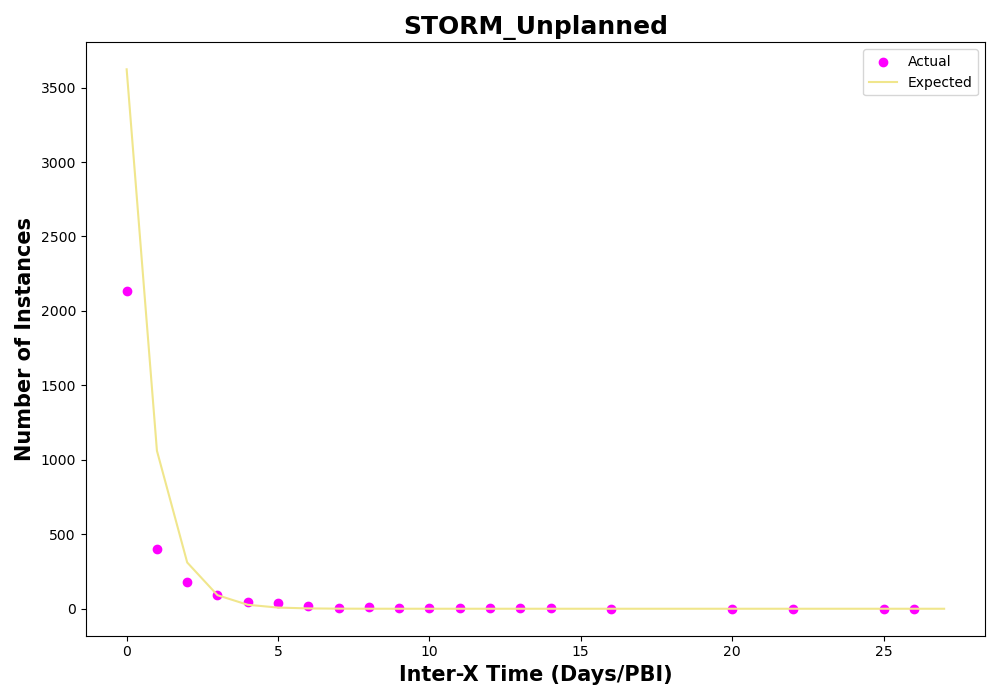 STORM_Unplanned
Actual
Expected
Number of Instances
3500
3000
2500
2000
1500
1000
500
0
0 5 10 15 20 25
Inter-X Time (Days/PBI)